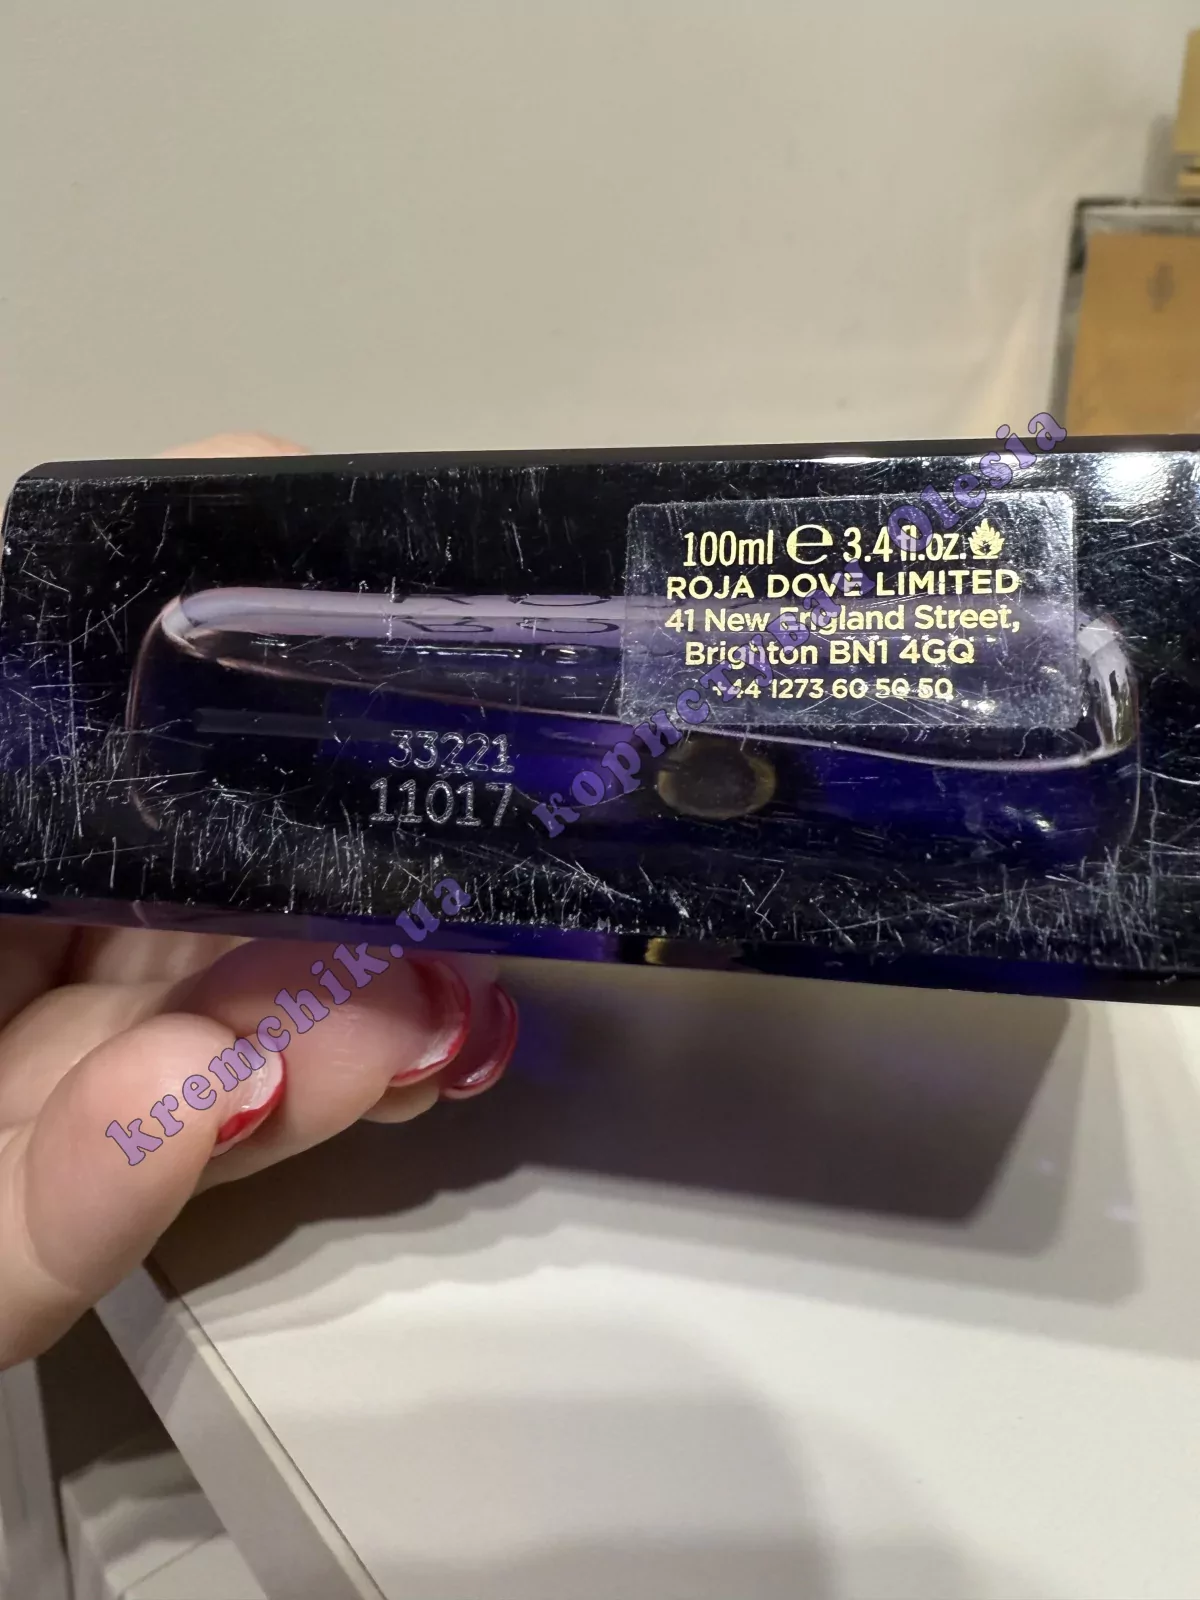 100ml ℮ 3.4 fl.oz.
ROJA DOVE LIMITED
41 New England Street,
Brighton BN1 4GQ
+44 1273 60 50 50
33221
11017
kremchik.ua користувач olesia